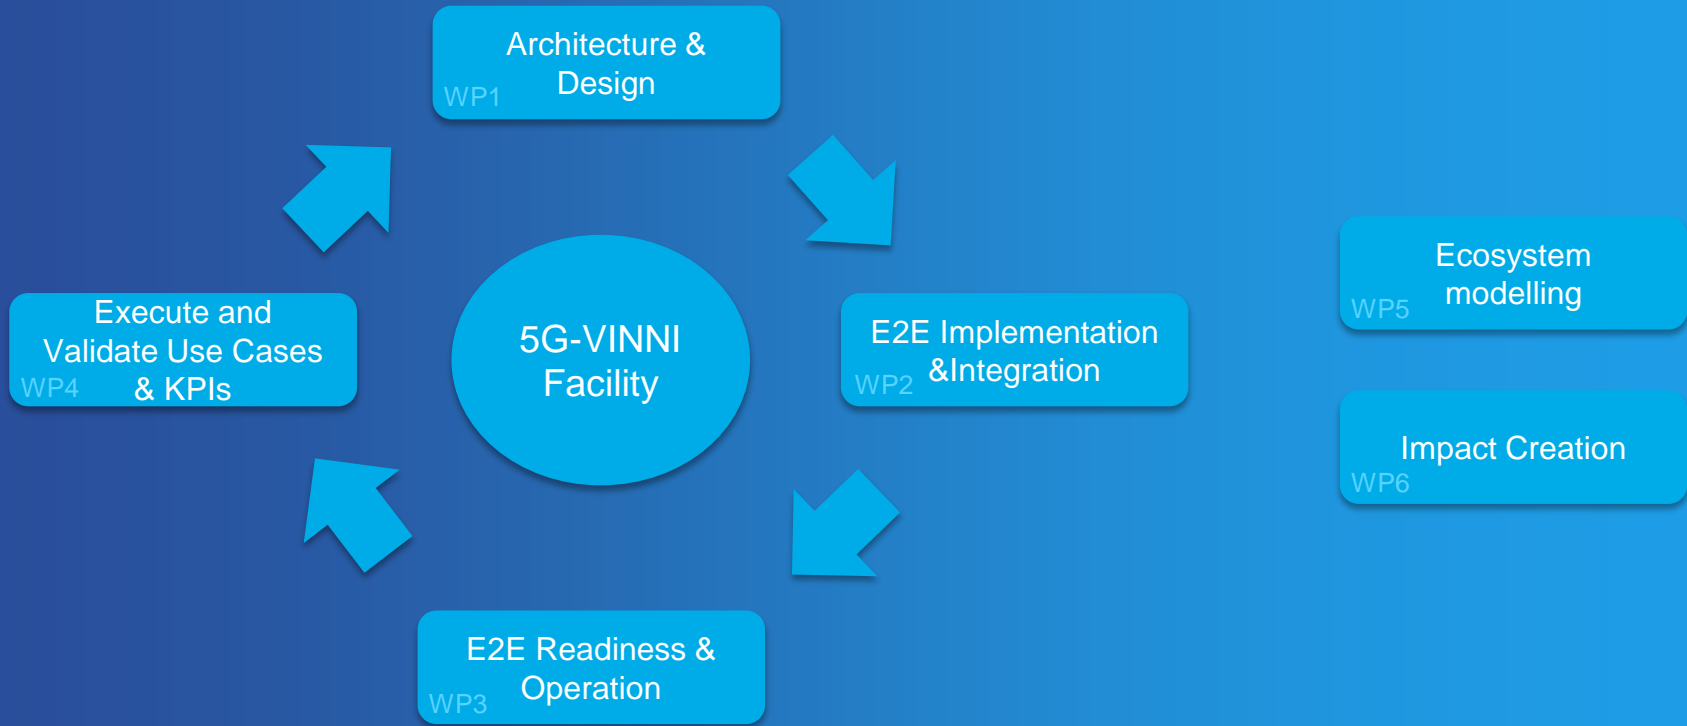 Architecture &
Design
WP1
Execute and
Validate Use Cases
& KPIs
WP4
5G-VINNI
Facility
E2E Implementation
&Integration
WP2
Ecosystem
modelling
WP5
Impact Creation
WP6
E2E Readiness &
Operation
WP3